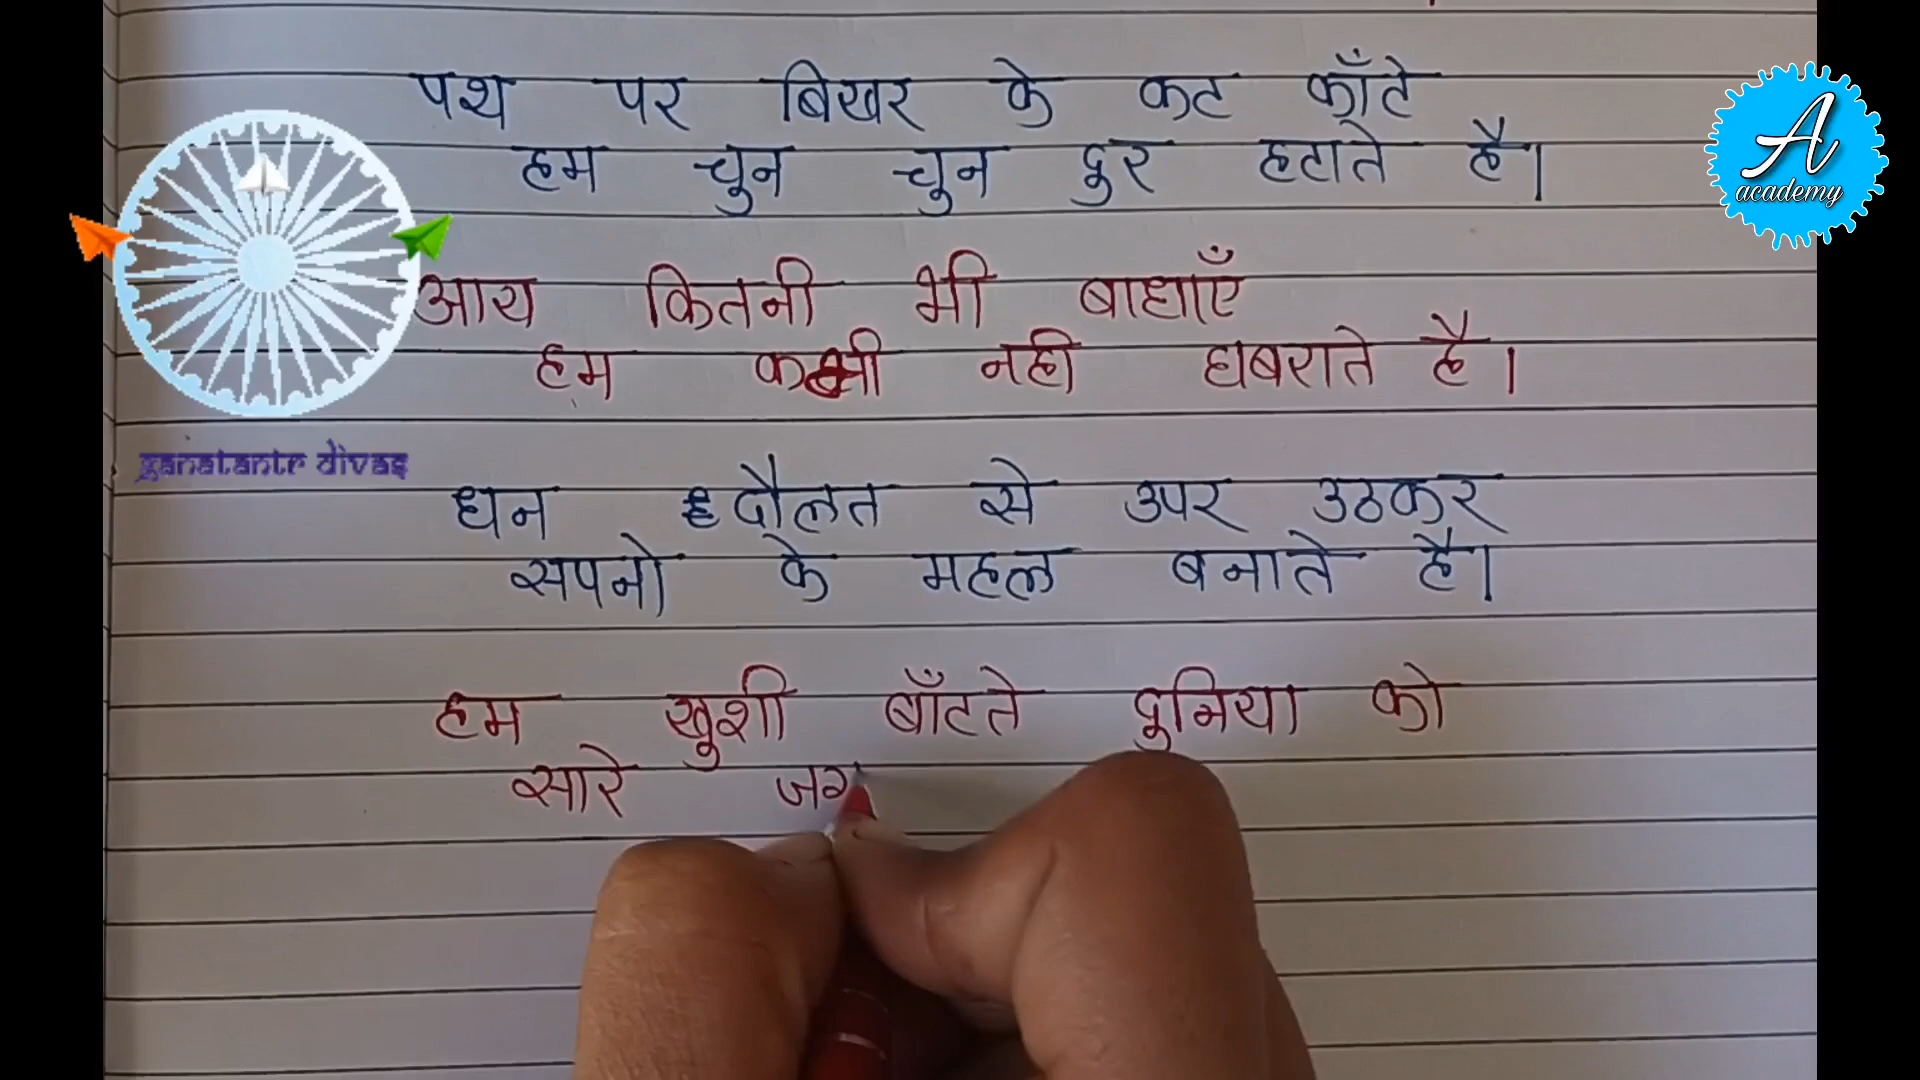 पथ पर बिखर के कट काँटे
हम चुन चुन दुर हटाते है।
आय कितनी भी बाधाएँ
हम कभी नही घबराते है।
धन दौलत से उपर उठकर
सपनो के महल बनाते है।
हम खुशी बाँटते दुनिया को
सारे जग
ganatantr divas
A
academy